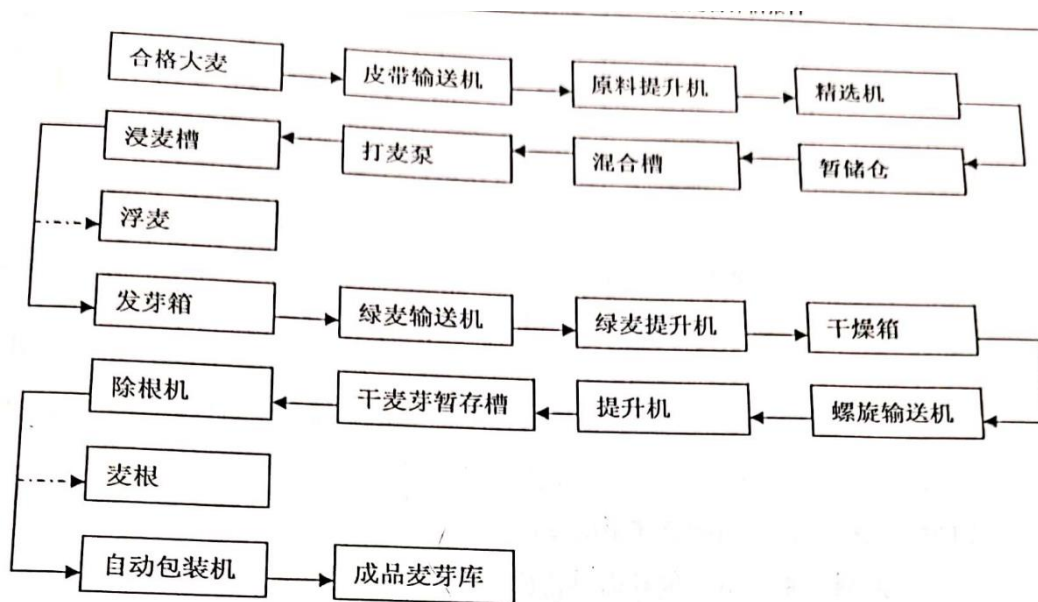 合格大麦
皮带输送机
原料提升机
精选机
浸麦槽
打麦泵
混合槽
暂储仓
浮麦
发芽箱
绿麦输送机
绿麦提升机
干燥箱
除根机
干麦芽暂存槽
提升机
螺旋输送机
麦根
自动包装机
成品麦芽库